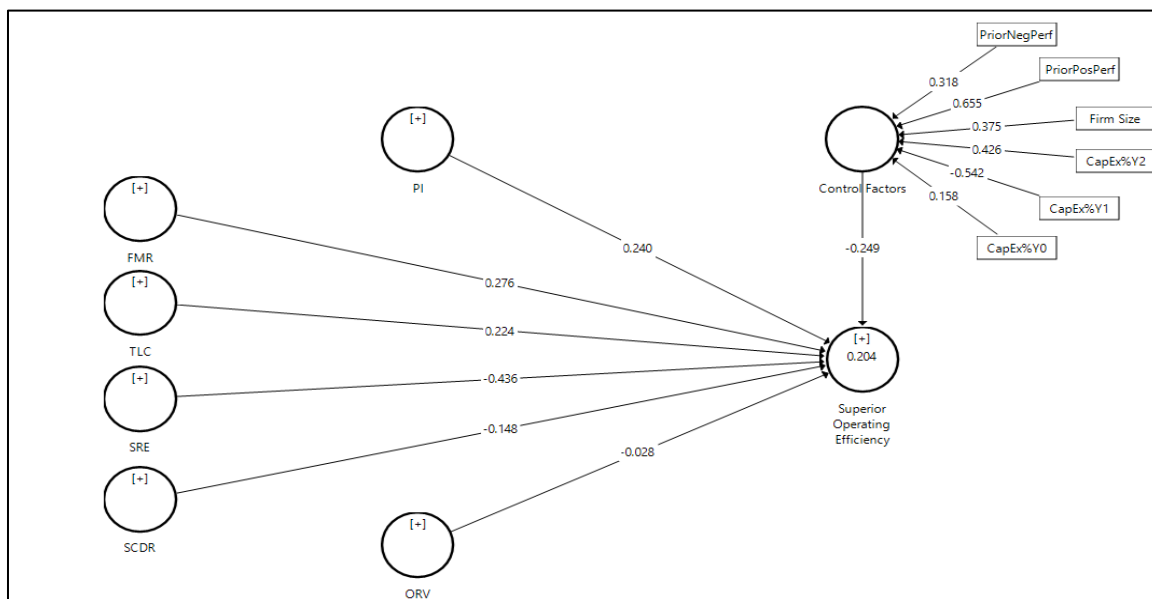 PriorNegPerf
0.318
PriorPosPerf
0.655
[+]
Firm Size
0.375
0.426
CapEx%Y2
-0.542
[+]
PI
Control Factors
0.158
CapEx%Y1
0.240
-0.249
CapEx%Y0
FMR
0.276
[+]
0.224
[+]
0.204
TLC
-0.436
[+]
Superior
Operating
Efficiency
SRE
-0.148
-0.028
[+]
SCDR
[+]
ORV